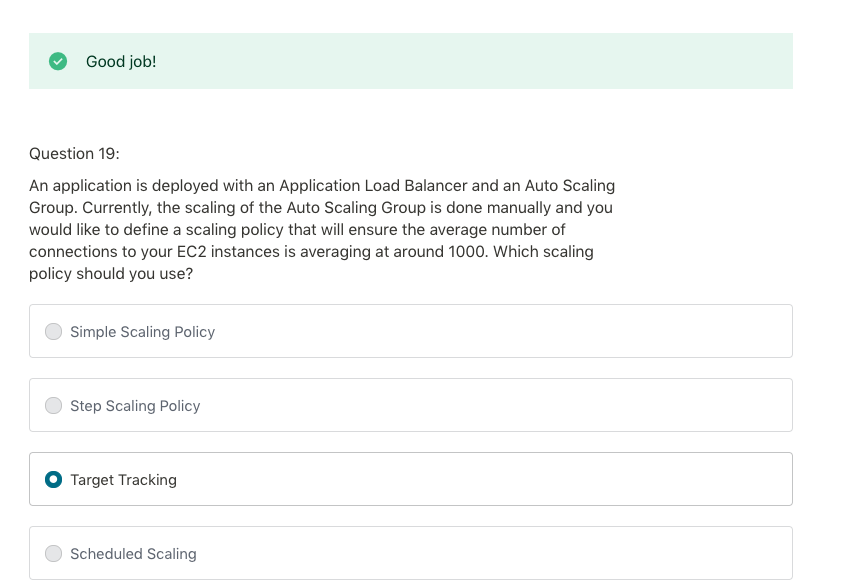 Good job!
Question 19:
An application is deployed with an Application Load Balancer and an Auto Scaling
Group. Currently, the scaling of the Auto Scaling Group is done manually and you
would like to define a scaling policy that will ensure the average number of
connections to your EC2 instances is averaging at around 1000. Which scaling
policy should you use?
Simple Scaling Policy
Step Scaling Policy
Target Tracking
Scheduled Scaling